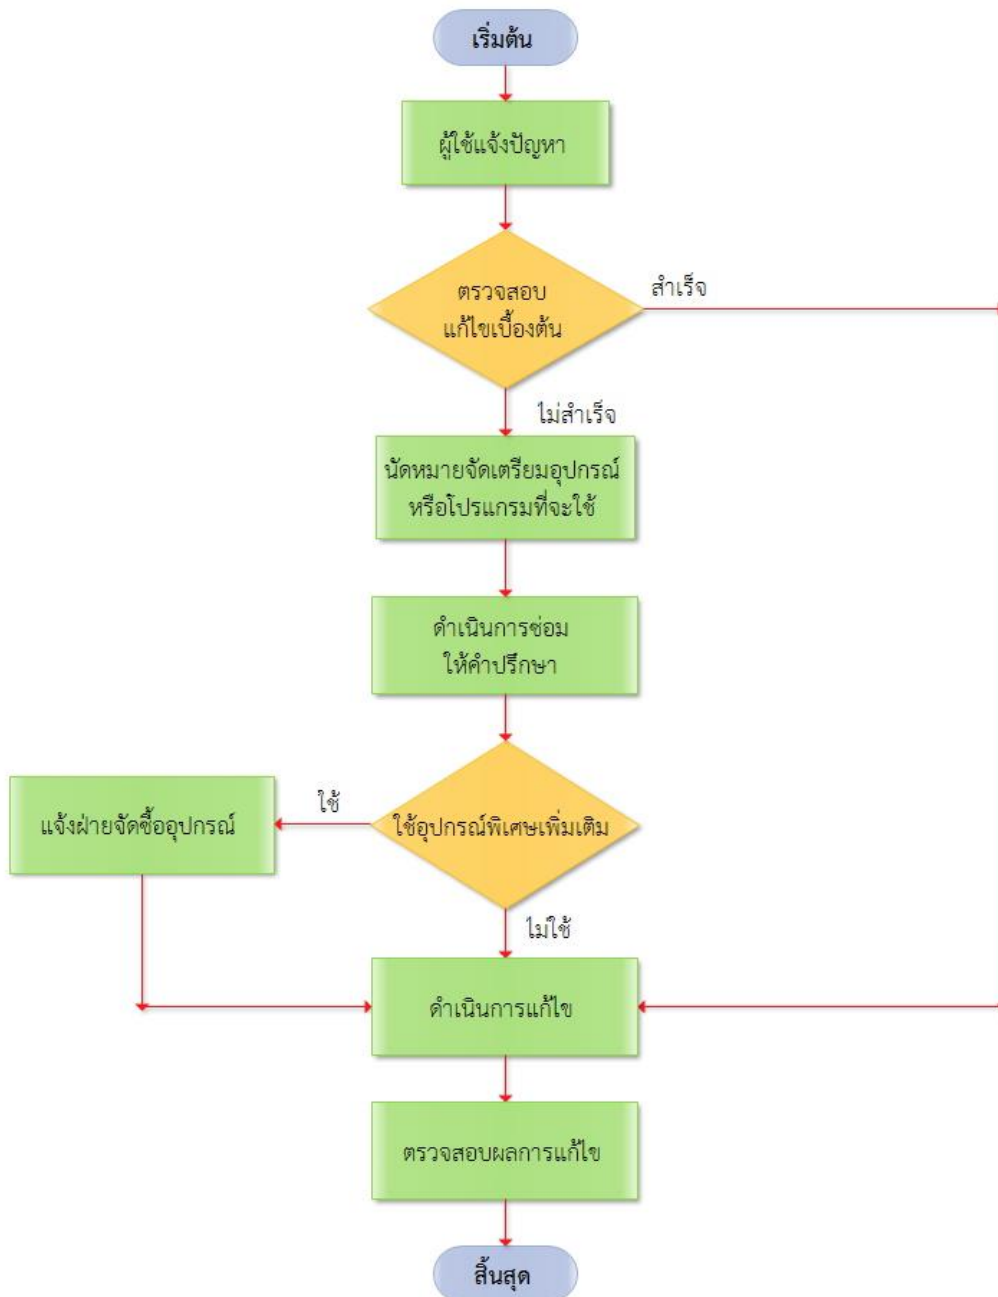 เริ่มต้น
ผู้ใช้แจ้งปัญหา
ตรวจสอบ
แก้ไขเบื้องต้น
สำเร็จ
ไม่สำเร็จ
นัดหมายจัดเตรียมอุปกรณ์
หรือโปรแกรมที่จะใช้
ดำเนินการซ่อม
ให้คำปรึกษา
ใช้อุปกรณ์พิเศษเพิ่มเติม
ใช้
แจ้งฝ่ายจัดซื้ออุปกรณ์
ไม่ใช้
ดำเนินการแก้ไข
ตรวจสอบผลการแก้ไข
สิ้นสุด